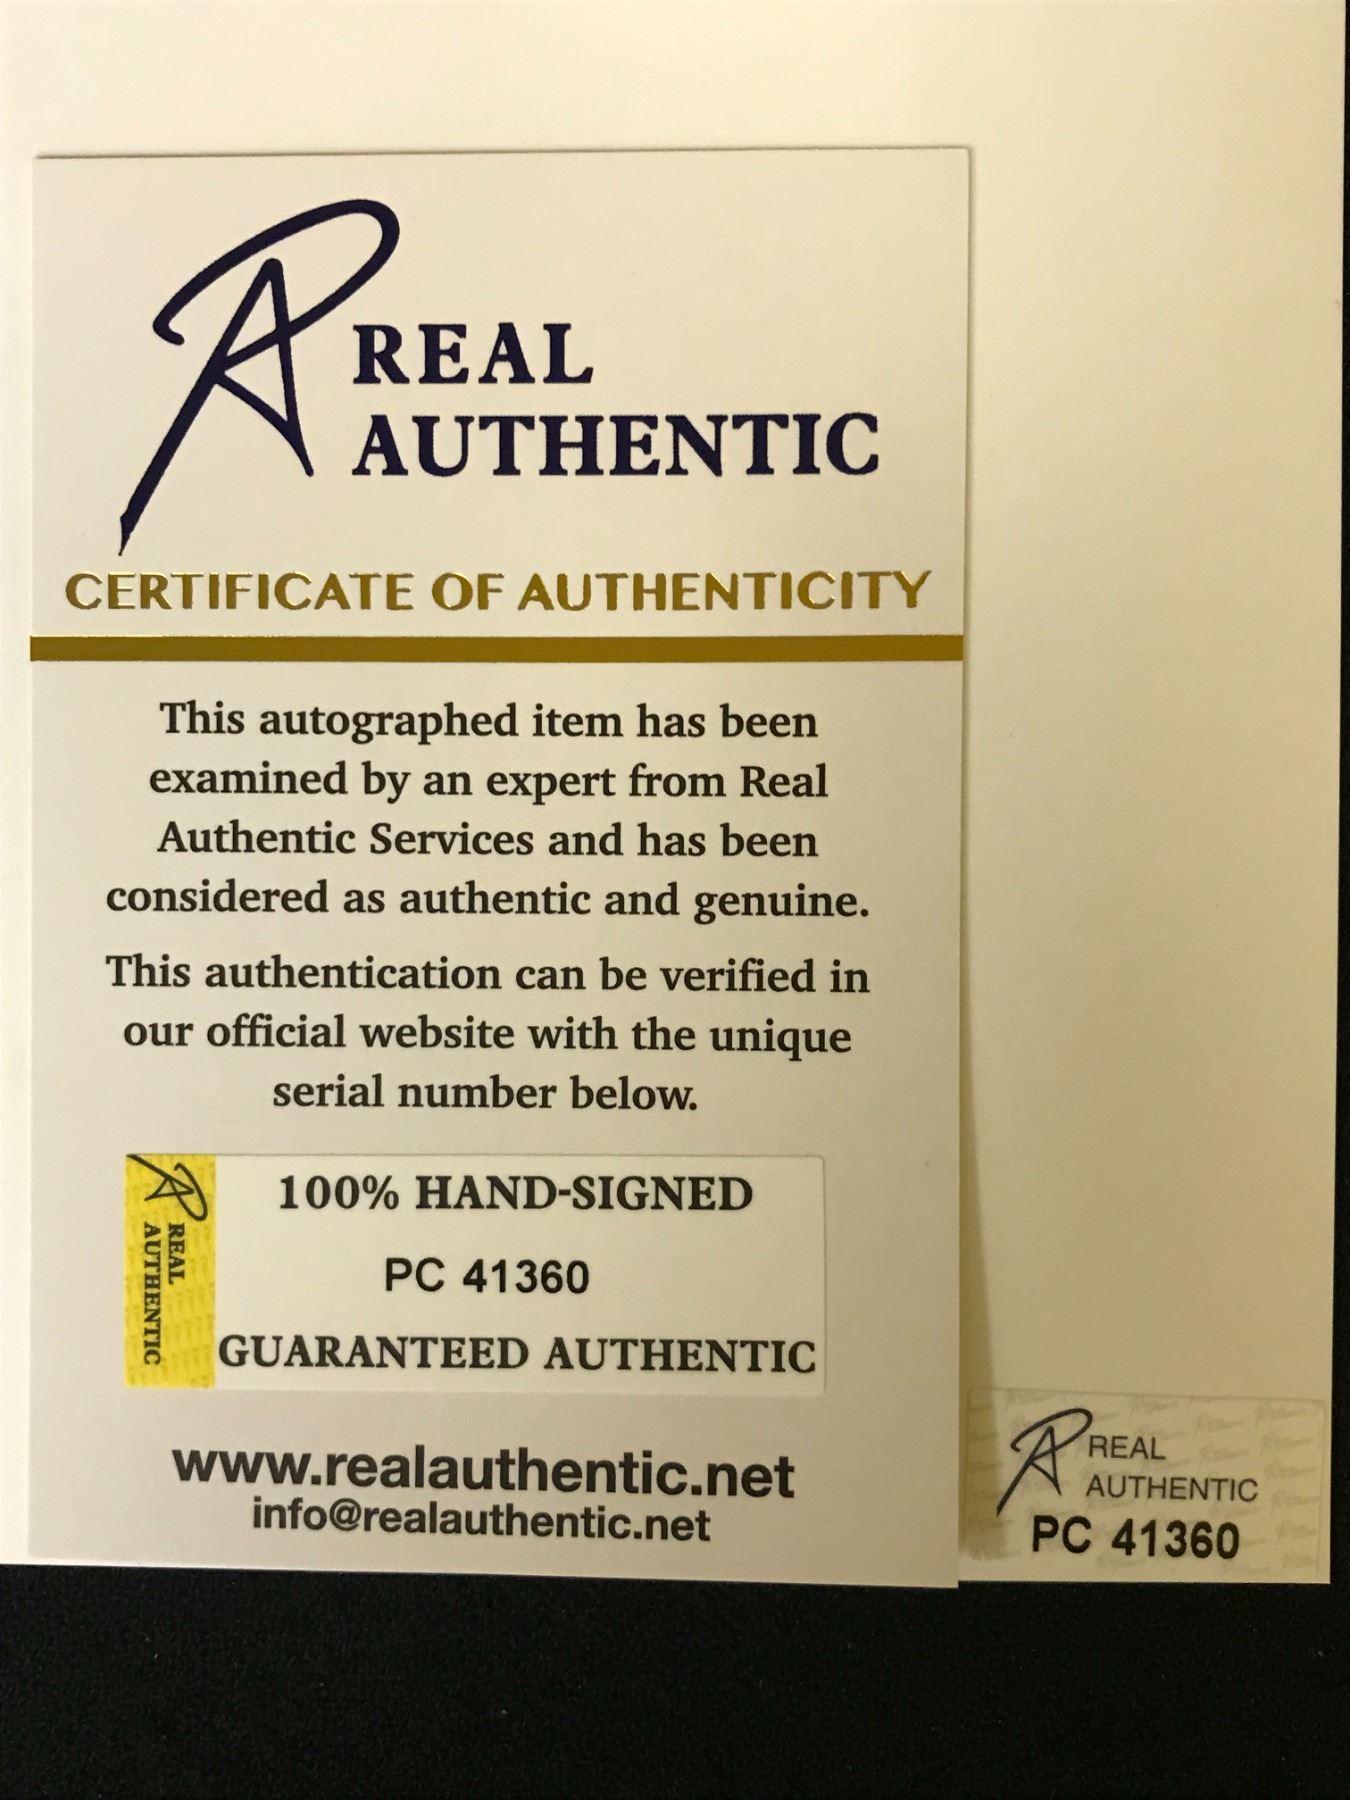 REAL
AUTHENTIC
CERTIFICATE OF AUTHENTICITY
This autographed item has been
examined by an expert from Real
Authentic Services and has been
considered as authentic and genuine.
This authentication can be verified in
our official website with the unique
serial number below.
REAL
AUTHENTIC
100% HAND-SIGNED
PC 41360
GUARANTEED AUTHENTIC
www.realauthentic.net
info@realauthentic.net
REAL
AUTHENTIC
PC 41360